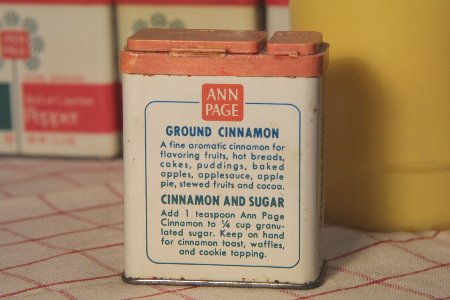 ANN
PAGE
GROUND CINNAMON
A fine aromatic cinnamon for
flavoring fruits, hot breads,
cakes, puddings, baked
apples, applesauce, apple
pie, stewed fruits and cocoa.
CINNAMON AND SUGAR
Add 1 teaspoon Ann Page
Cinnamon to ¼ cup granu-
lated sugar. Keep on hand
for cinnamon toast, waffles,
and cookie topping.
PAGE
Pepper